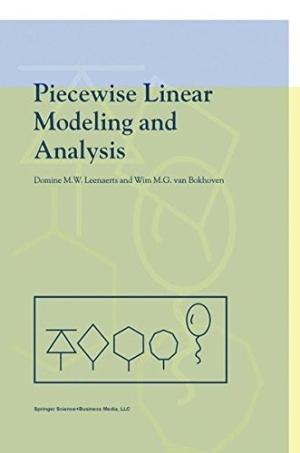 Piecewise Linear
Modeling and
Analysis
Domine M.W. Leenaerts and Wim M.G. van Bokhoven
Springer Science+Business Media, LLC